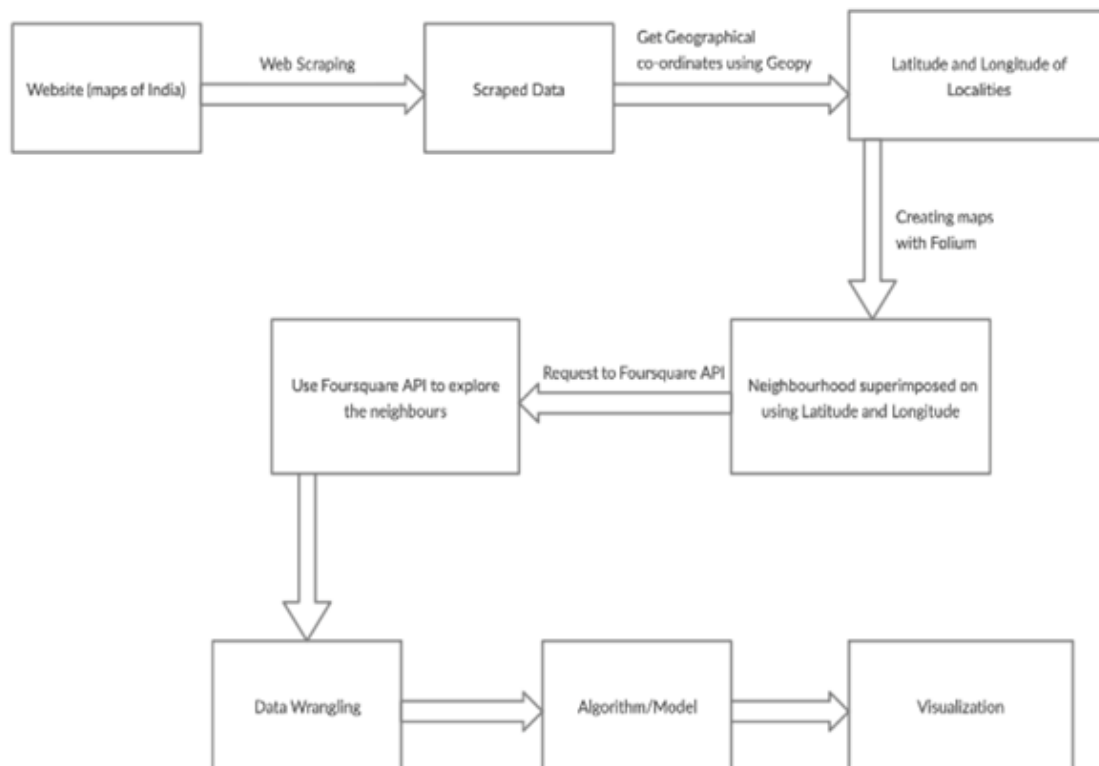 Website (maps of India)
Web Scraping
Scraped Data
Get Geographical
co-ordinates using Geopy
Latitude and Longitude of
Localities
Creating maps
with Folium
Neighbourhood superimposed on
using Latitude and Longitude
Request to Foursquare API
Use Foursquare API to explore
the neighbours
Data Wrangling
Algorithm/Model
Visualization